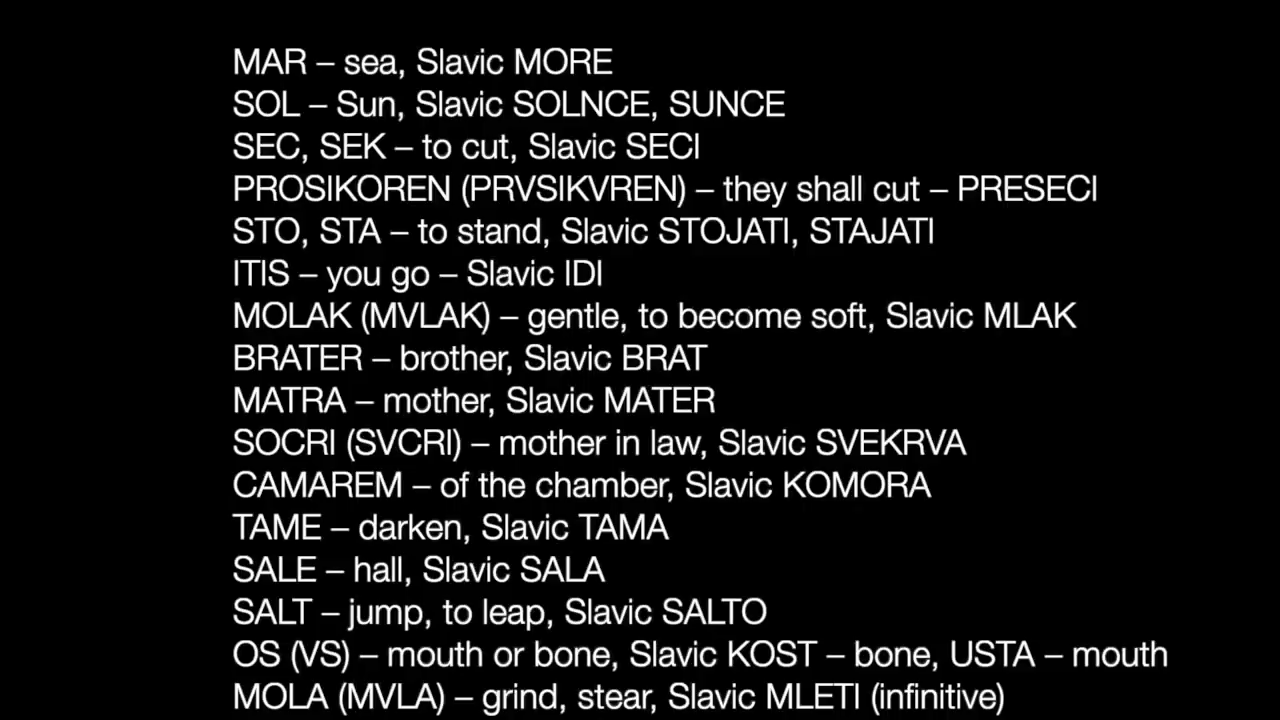 MAR – sea, Slavic MORE
SOL – Sun, Slavic SOLNCE, SUNCE
SEC, SEK – to cut, Slavic SECI
PROSIKOREN (PRVSIKVREN) – they shall cut – PRESECI
STO, STA – to stand, Slavic STOJATI, STAJATI
ITIS – you go – Slavic IDI
MOLAK (MVLAK) – gentle, to become soft, Slavic MLAK
BRATER – brother, Slavic BRAT
MATRA – mother, Slavic MATER
SOCRI (SVCRI) – mother in law, Slavic SVEKRVA
CAMAREM – of the chamber, Slavic KOMORA
TAME – darken, Slavic TAMA
SALE – hall, Slavic SALA
SALT – jump, to leap, Slavic SALTO
OS (VS) – mouth or bone, Slavic KOST – bone, USTA – mouth
MOLA (MVLA) – grind, stear, Slavic MLETI (infinitive)